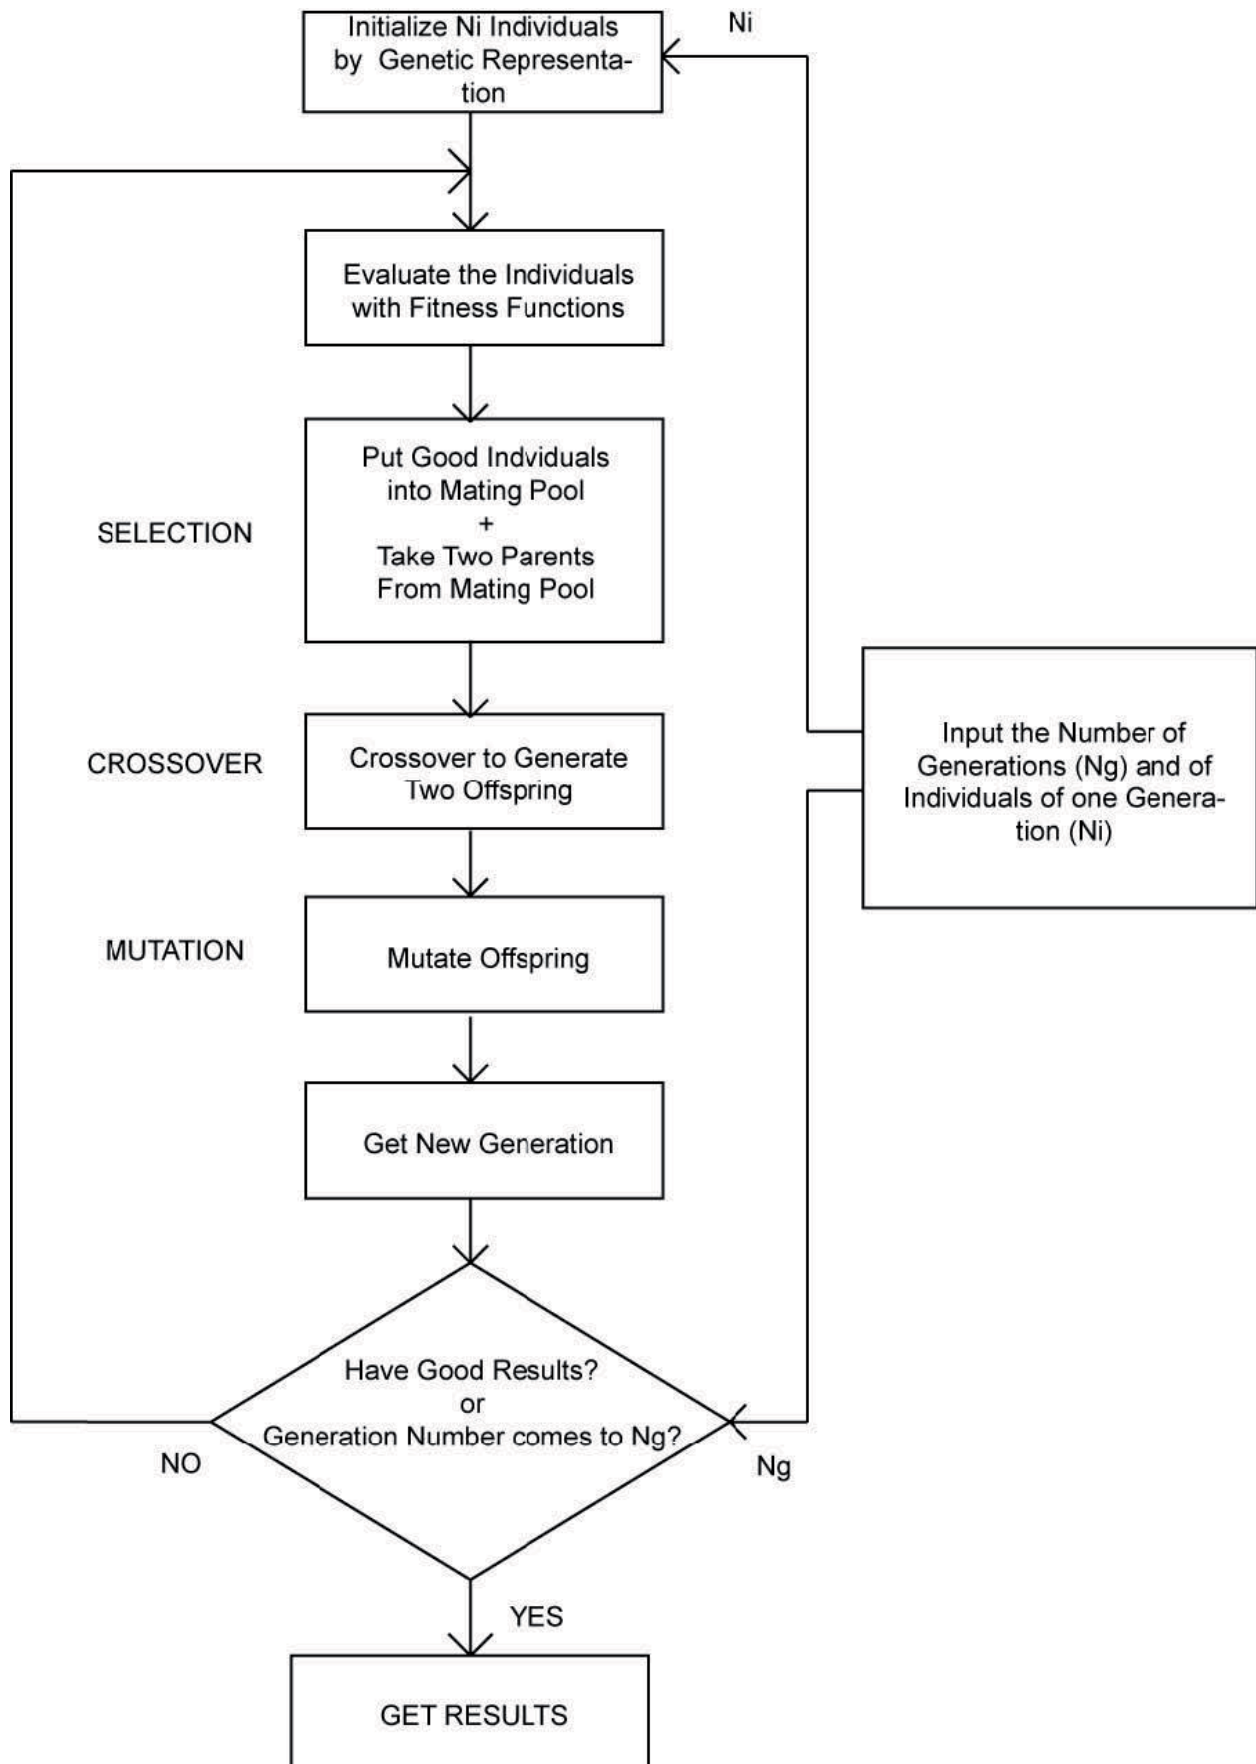 Initialize Ni Individuals
by Genetic Representa-
tion
Ni
Evaluate the Individuals
with Fitness Functions
SELECTION
Put Good Indviduals
into Mating Pool
+
Take Two Parents
From Mating Pool
CROSSOVER
Crossover to Generate
Two Offspring
Input the Number of
Generations (Ng) and of
Individuals of one Genera-
tion (Ni)
MUTATION
Mutate Offspring
Get New Generation
Have Good Results?
or
Generation Number comes to Ng?
NO
Ng
YES
GET RESULTS